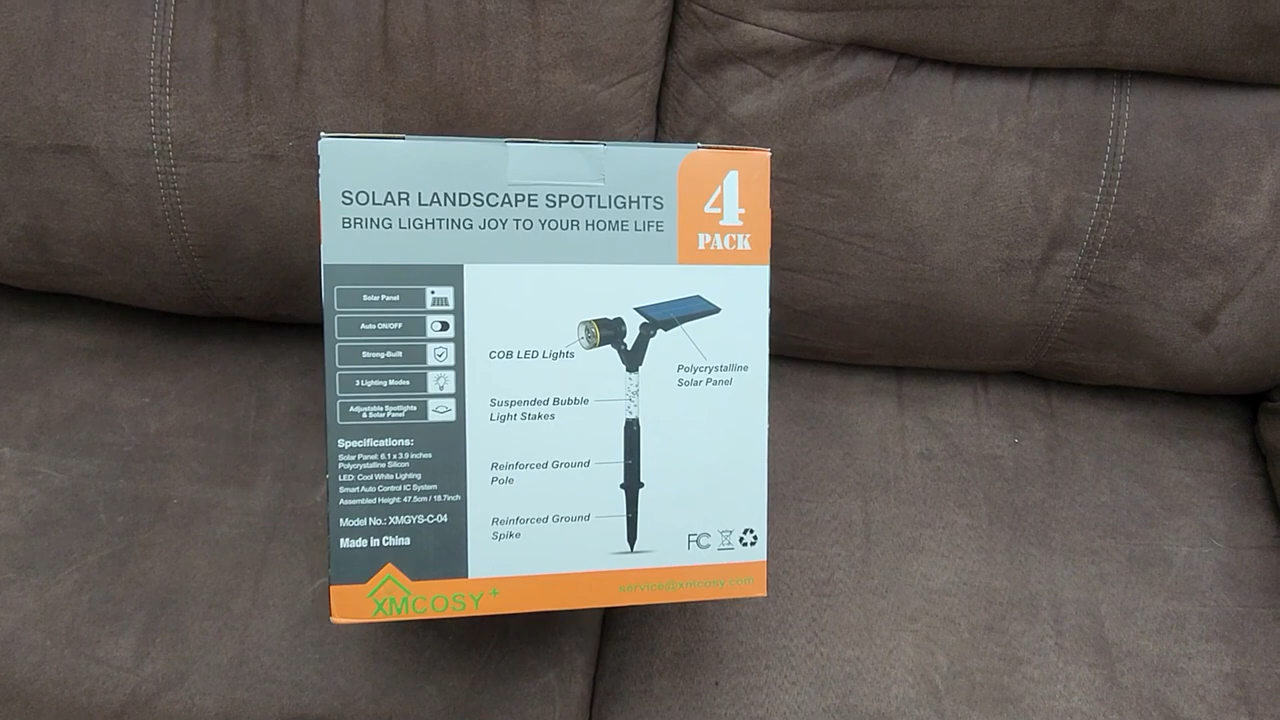 SOLAR LANDSCAPE SPOTLIGHTS
BRING LIGHTING JOY TO YOUR HOME LIFE
4
PACK
Solar Panel
Auto ON/OFF
Strong-Built
3 Lighting Modes
Adjustable Spotlights
& Solar Panel
Specifications:
Solar Panel: 6.1 x 3.9 inches
Polycrystalline Silicon
LED: Cool White Lighting
Smart Auto Control IC System
Assembled Height: 47.5cm / 18.7inch
Model No.: XMGYS-C-04
Made in China
COB LED Lights
Polycrystalline
Solar Panel
Suspended Bubble
Light Stakes
Reinforced Ground
Pole
Reinforced Ground
Spike
FC
XMCOSY+
service@xmcosy.com